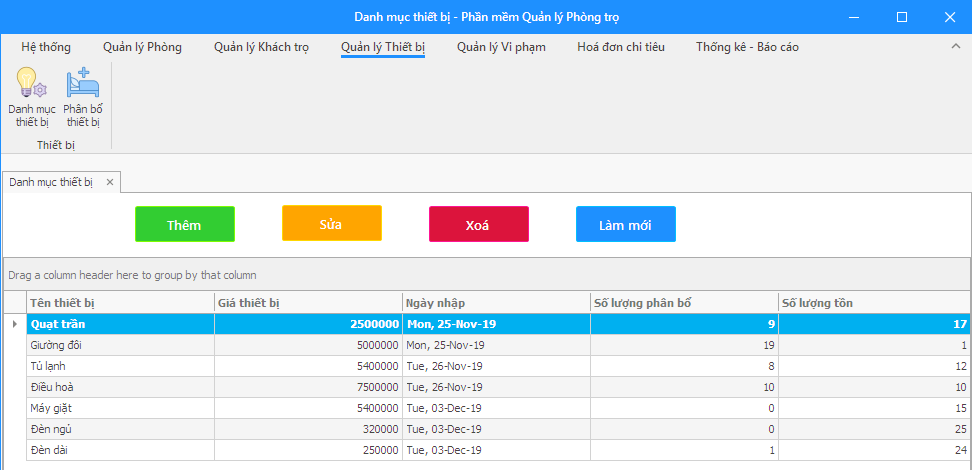 Danh mục thiết bị - Phần mềm Quản lý Phòng trọ
Hệ thống Quản lý Phòng Quản lý Khách trọ Quản lý Thiết bị Quản lý Vi phạm Hoá đơn chi tiêu Thống kê - Báo cáo
Danh mục thiết bị
Phân bổ thiết bị
Thiết bị
Danh mục thiết bị
Thêm Sửa Xoá Làm mới
Drag a column header here to group by that column
Tên thiết bị Giá thiết bị Ngày nhập Số lượng phân bổ Số lượng tồn
Quạt trần 2500000 Mon, 25-Nov-19 9 17
Giường đôi 5000000 Mon, 25-Nov-19 19 1
Tủ lạnh 5400000 Tue, 26-Nov-19 8 12
Điều hoà 7500000 Tue, 26-Nov-19 10 10
Máy giặt 5400000 Tue, 03-Dec-19 0 15
Đèn ngủ 320000 Tue, 03-Dec-19 0 25
Đèn dài 250000 Tue, 03-Dec-19 1 24